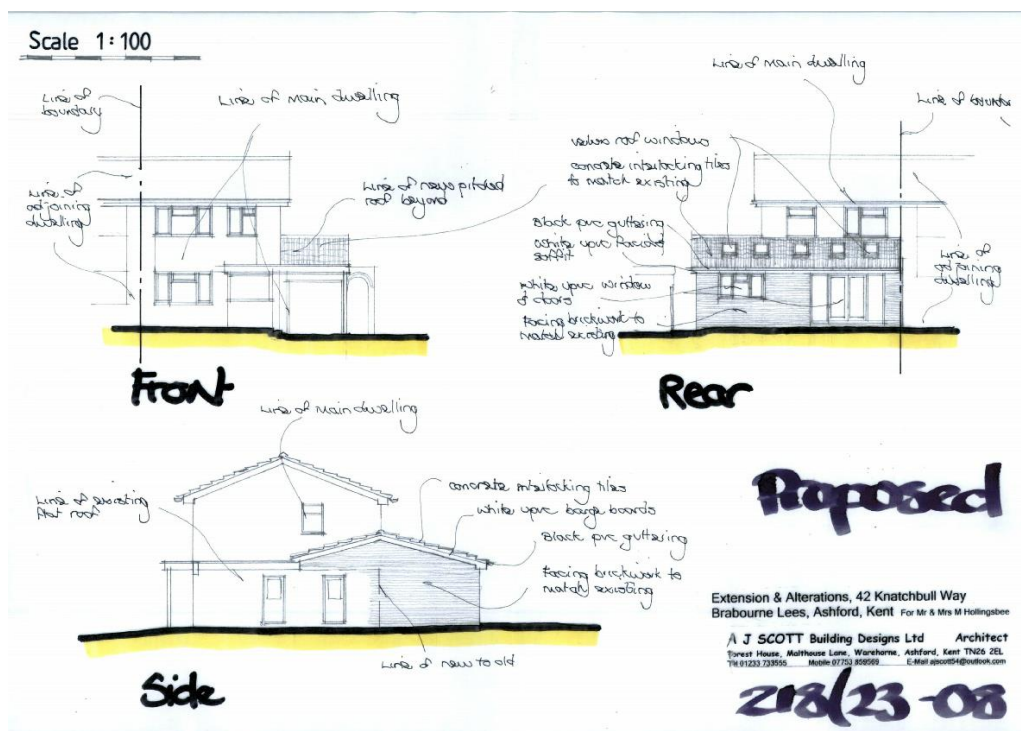 Scale 1:100
Line of
boundary
Line of main dwelling
Line of
adjoining
dwelling
Line of new pitched
roof beyond
Front
Line of main dwelling
Line of boundar
velux roof windows
concrete interlocking tiles
to match existing
Black pvc guttering
white upvc fascia &
soffit
white upvc window
& doors
Facing brickwork to
match existing
Line of
adjoining
dwelling
Rear
Line of main dwelling
Line of existing
flat roof
concrete interlocking tiles
white upvc barge boards
Black pvc guttering
Facing brickwork to
match existing
Line of new to old
Side
Proposed
Extension & Alterations, 42 Knatchbull Way
Brabourne Lees, Ashford, Kent For Mr & Mrs M Hollingsbee
A J SCOTT Building Designs Ltd Architect
Forest House, Malthouse Lane, Warehorne, Ashford, Kent TN26 2EL
Tel 01233 733555 Mobile 07753 859569 E-Mail ajscott54@outlook.com
218/23-08